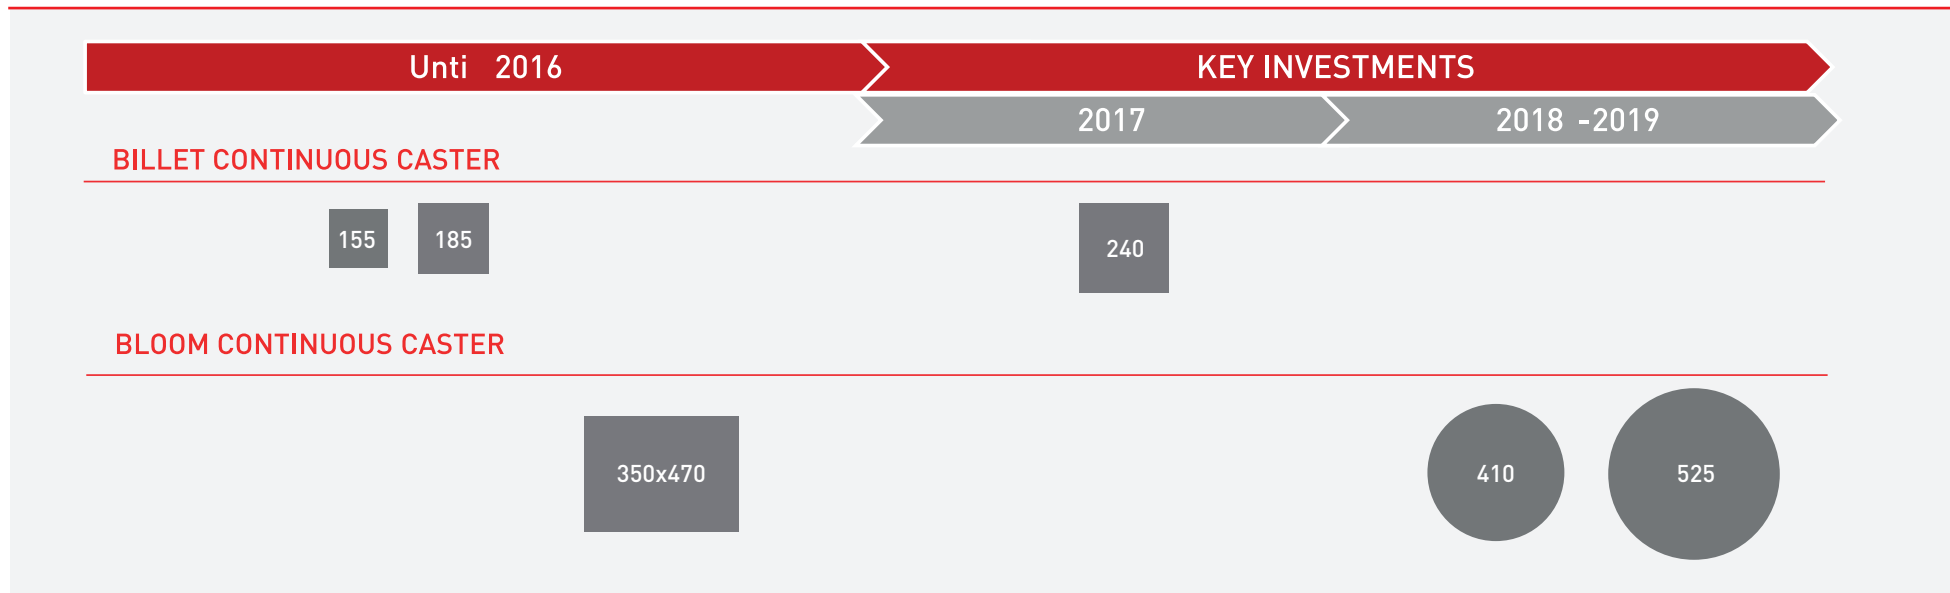 Unti 2016
KEY INVESTMENTS
2017
2018 -2019
BILLET CONTINUOUS CASTER
155
185
240
BLOOM CONTINUOUS CASTER
350x470
410
525